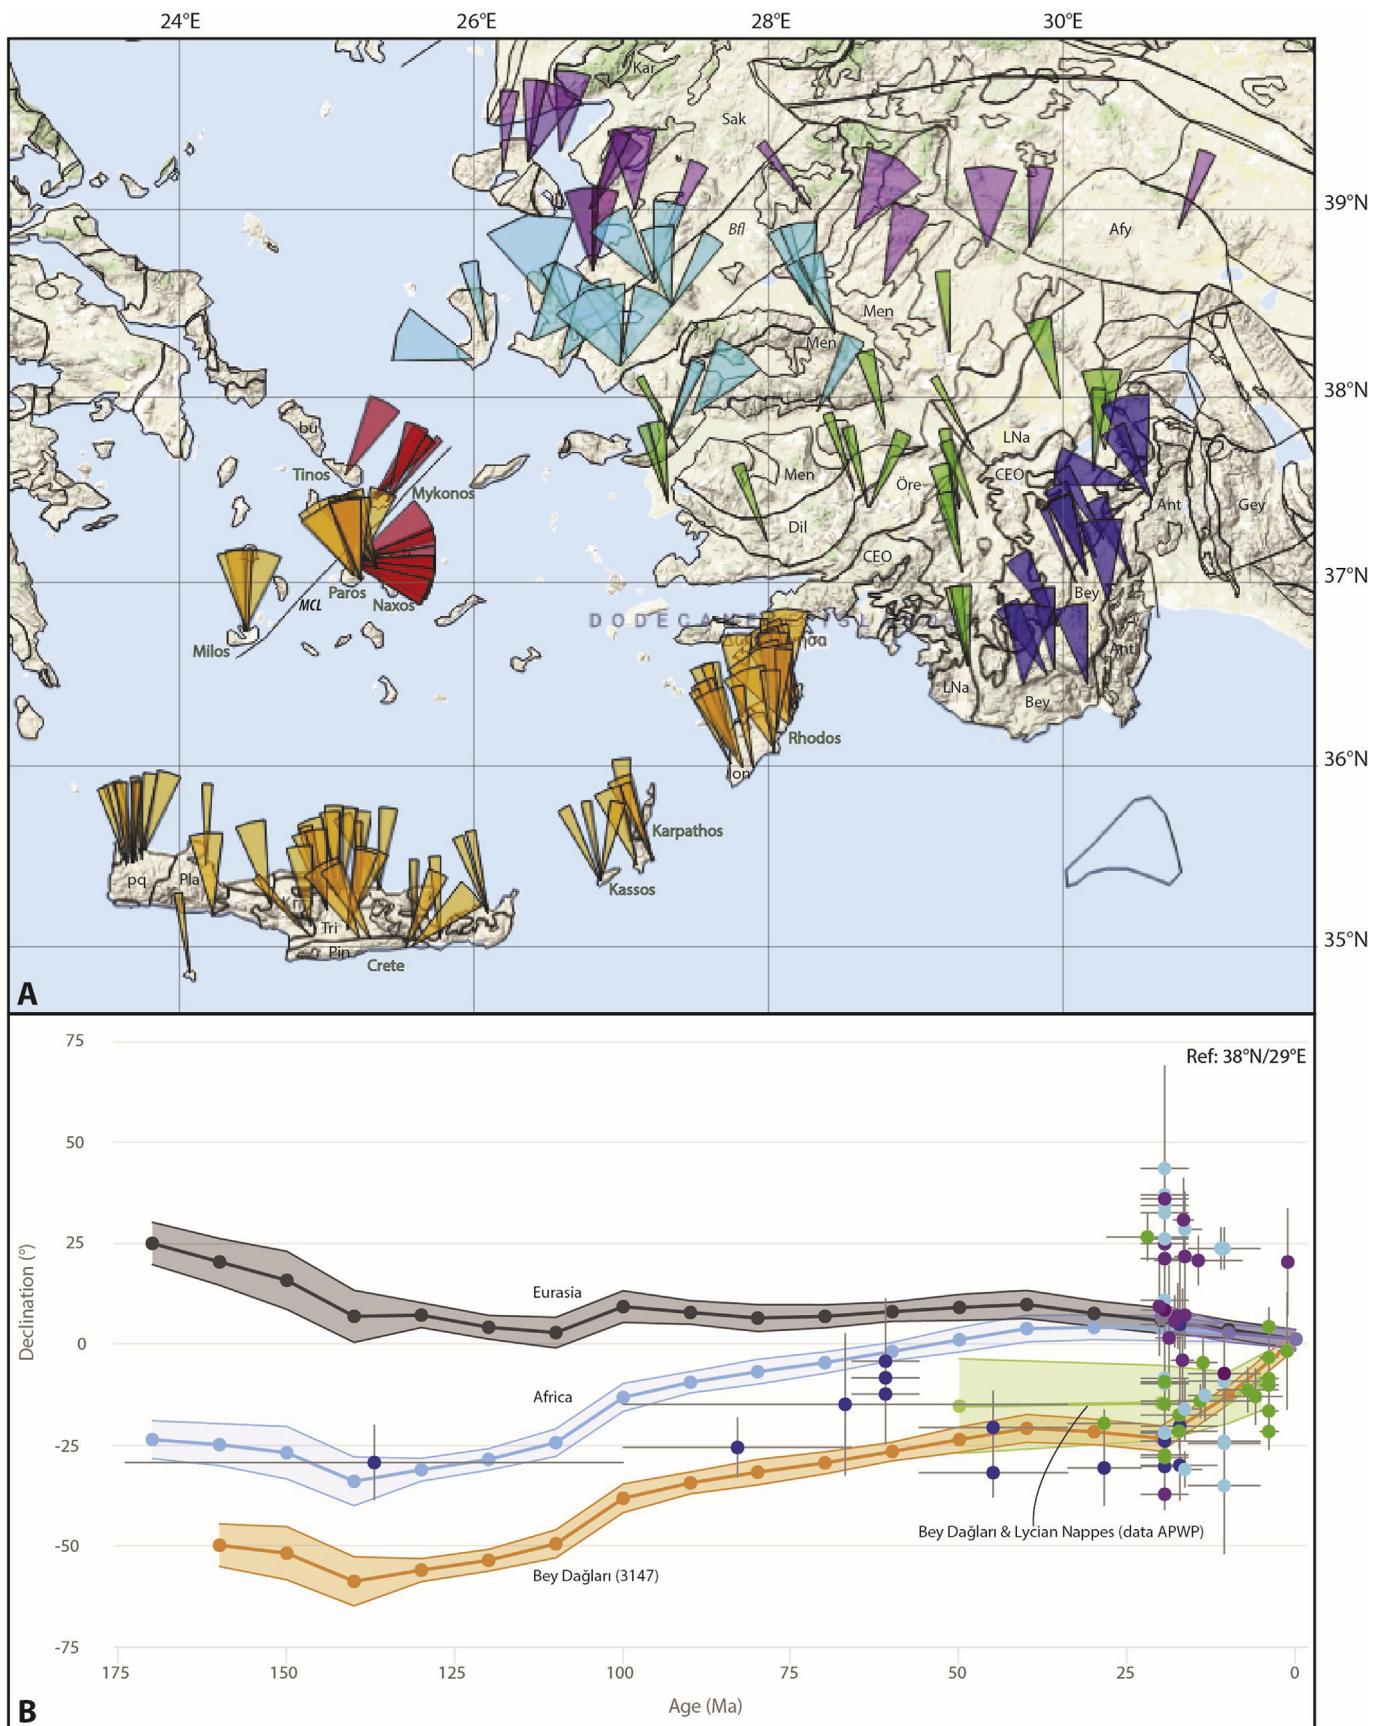 24°E 26°E 28°E 30°E
Kar
Sak
39°N
Bfl
Afy
Men
Men
38°N
bu
LNa
Tinos
CEO
Men
Mykonos
Öre
Ant
Gey
Dil
CEO
37°N
Paros
Bey
MCL
Naxos
Milos
Ant
LNa
Bey
Rhodos
36°N
Ion
Karpathos
pq
Pla
Kassos
Tri
Pin
35°N
Crete
A
75
Ref: 38°N/29°E
50
25
Eurasia
Declination (°)
0
Africa
-25
Bey Dağları & Lycian Nappes (data APWP)
-50
Bey Dağları (3147)
-75
175 150 125 100 75 50 25 0
Age (Ma)
B